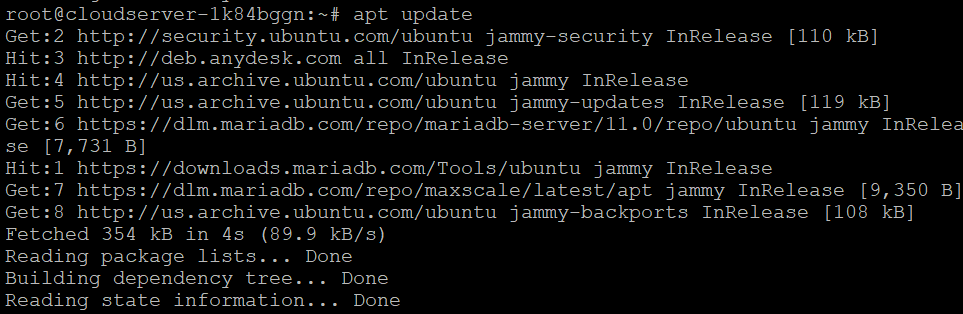 root@cloudserver-1k84bggn:~# apt update
Get:2 http://security.ubuntu.com/ubuntu jammy-security InRelease [110 kB]
Hit:3 http://deb.anydesk.com all InRelease
Hit:4 http://us.archive.ubuntu.com/ubuntu jammy InRelease
Get:5 http://us.archive.ubuntu.com/ubuntu jammy-updates InRelease [119 kB]
Get:6 https://dlm.mariadb.com/repo/mariadb-server/11.0/repo/ubuntu jammy InRelea
se [7,731 B]
Hit:1 https://downloads.mariadb.com/Tools/ubuntu jammy InRelease
Get:7 https://dlm.mariadb.com/repo/maxscale/latest/apt jammy InRelease [9,350 B]
Get:8 http://us.archive.ubuntu.com/ubuntu jammy-backports InRelease [108 kB]
Fetched 354 kB in 4s (89.9 kB/s)
Reading package lists... Done
Building dependency tree... Done
Reading state information... Done